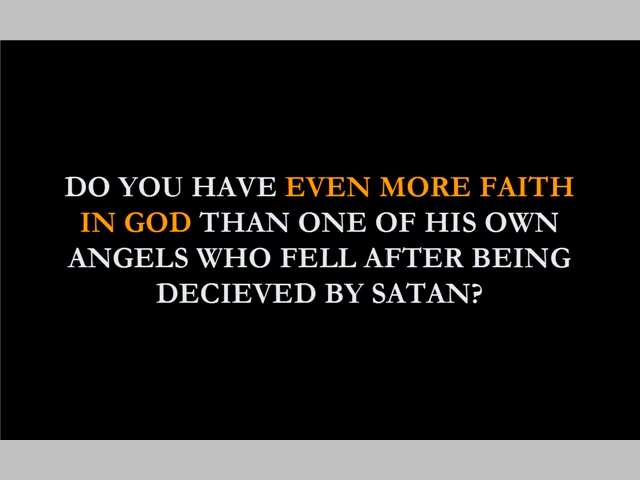 DO YOU HAVE EVEN MORE FAITH
IN GOD THAN ONE OF HIS OWN
ANGELS WHO FELL AFTER BEING
DECIEVED BY SATAN?